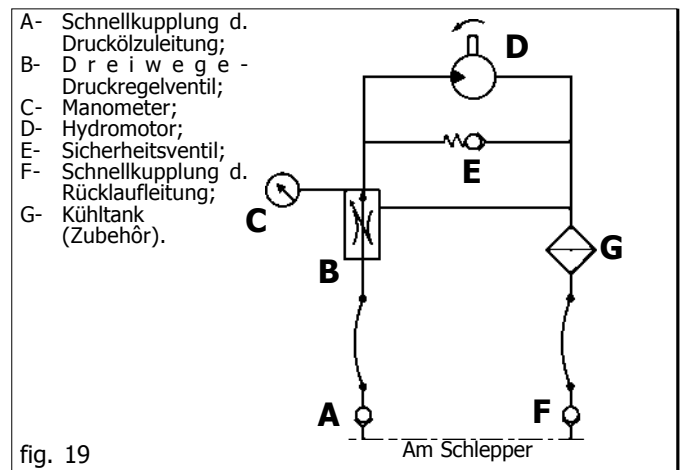 A- Schnellkupplung d.
Druckölzuleitung;
B- D r e i w e g e -
Druckregelventil;
C- Manometer;
D- Hydromotor;
E- Sicherheitsventil;
F- Schnellkupplung d.
Rücklaufleitung;
G- Kühltank
(Zubehôr).
D
E
C
B
G
A
F
Am Schlepper
fig. 19